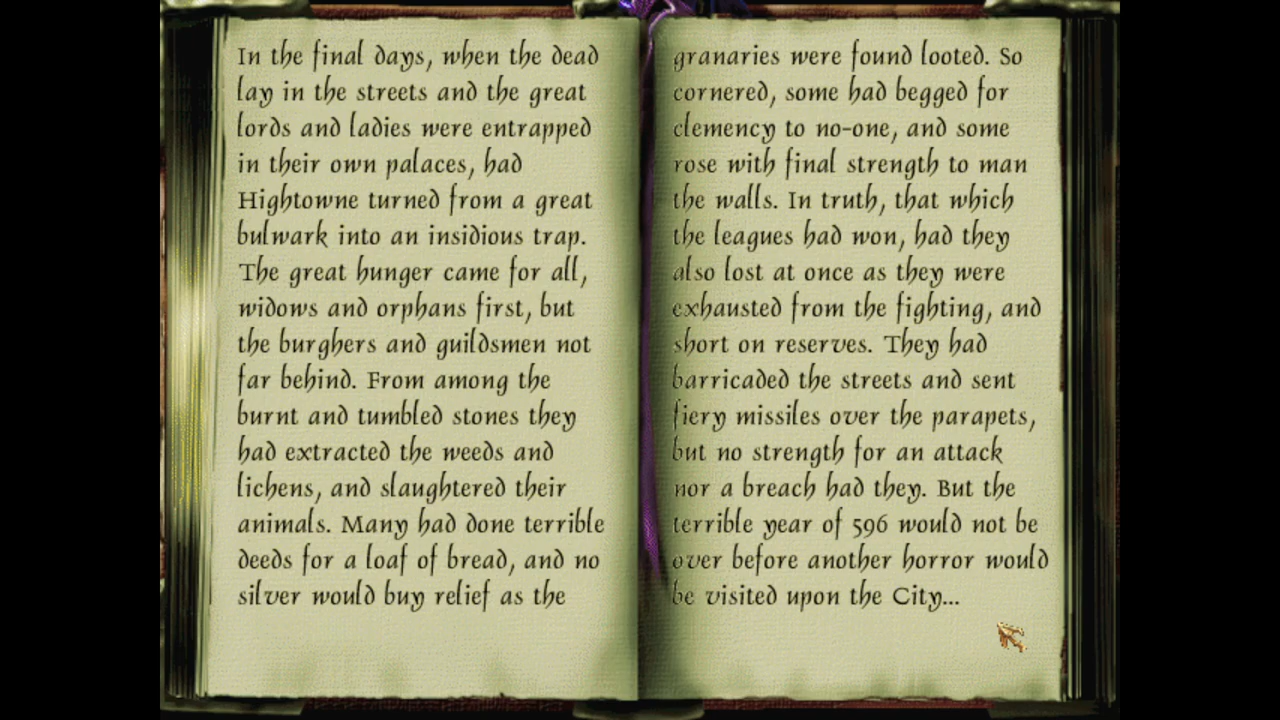 In the final days, when the dead
lay in the streets and the great
lords and ladies were entrapped
in their own palaces, had
Hightowne turned from a great
bulwark into an insidious trap.
The great hunger came for all,
widows and orphans first, but
the burghers and guildsmen not
far behind. From among the
burnt and tumbled stones they
had extracted the weeds and
lichens, and slaughtered their
animals. Many had done terrible
deeds for a loaf of bread, and no
silver would buy relief as the
granaries were found looted. So
cornered, some had begged for
clemency to no-one, and some
rose with final strength to man
the walls. In truth, that which
the leagues had won, had they
also lost at once as they were
exhausted from the fighting, and
short on reserves. They had
barricaded the streets and sent
fiery missiles over the parapets,
but no strength for an attack
nor a breach had they. But the
terrible year of 596 would not be
over before another horror would
be visited upon the City...